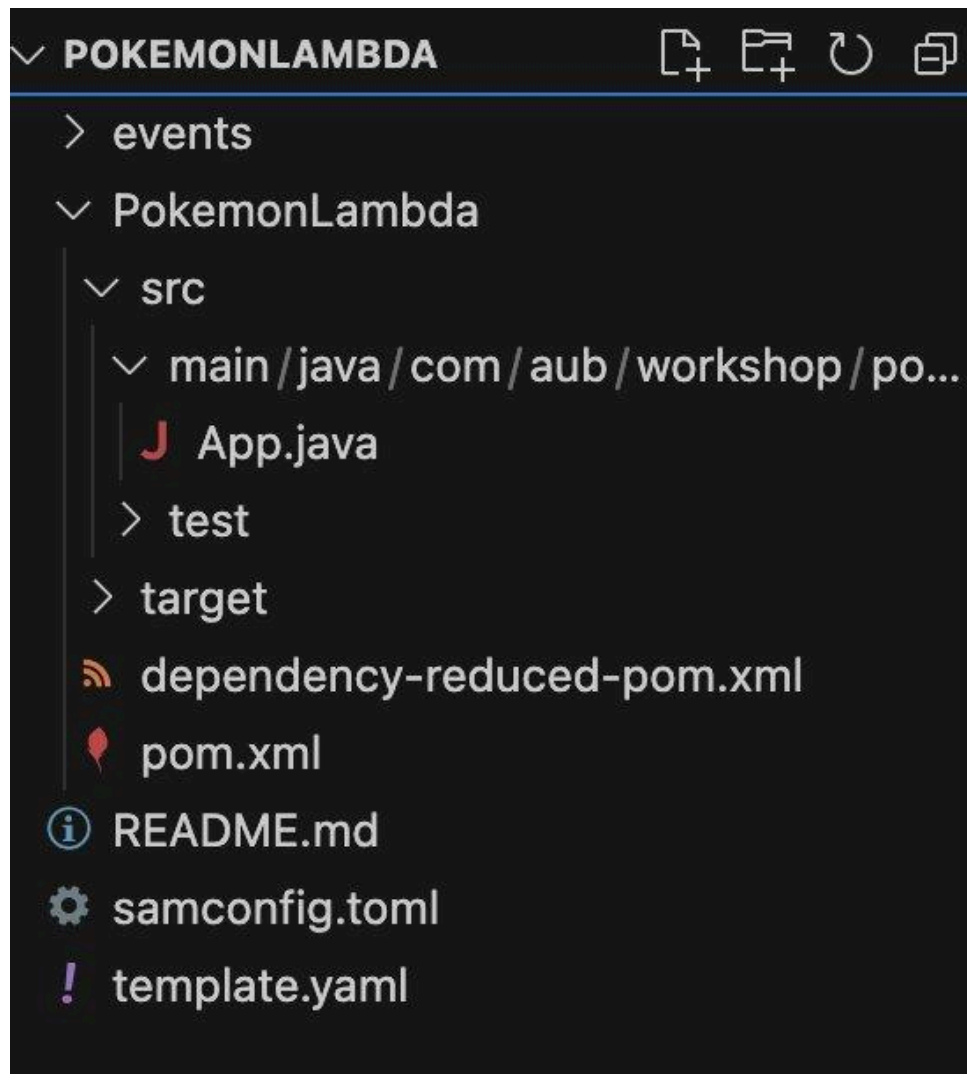 POKEMONLAMBDA
events
PokemonLambda
src
main/java/com/aub/workshop/po...
App.java
test
target
dependency-reduced-pom.xml
pom.xml
README.md
samconfig.toml
template.yaml